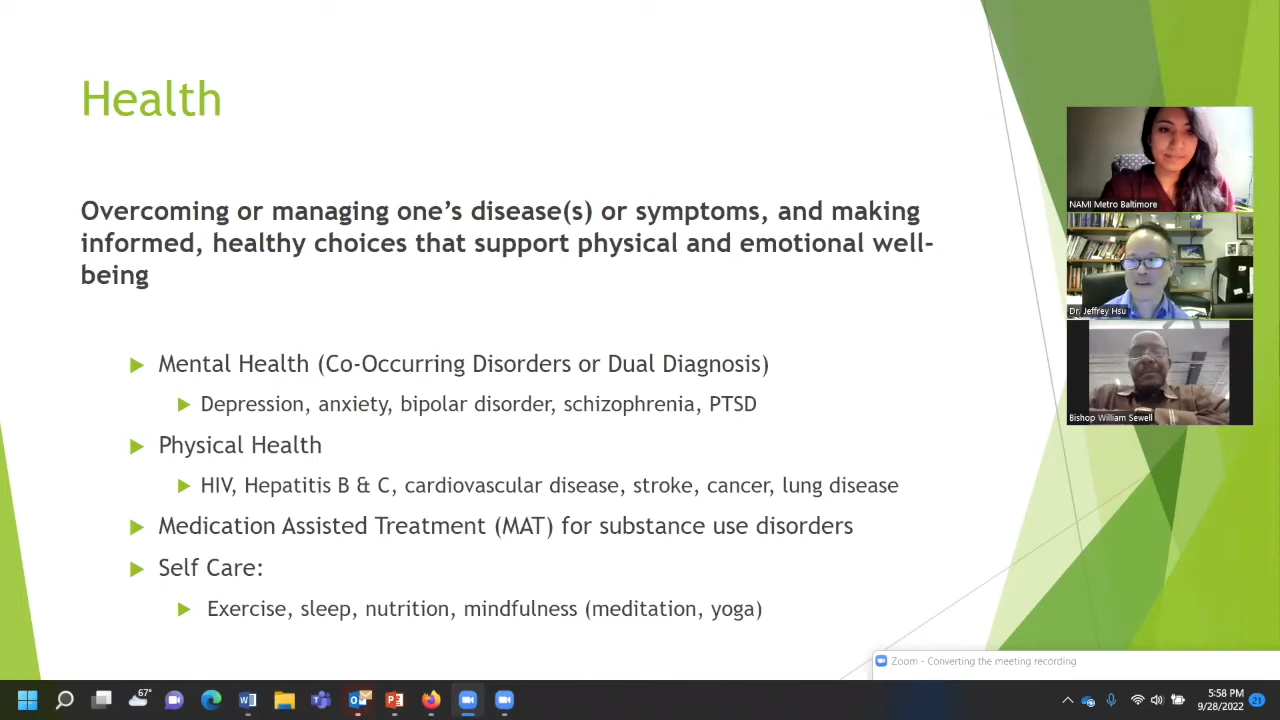 Health
Overcoming or managing one's disease(s) or symptoms, and making
informed, healthy choices that support physical and emotional well-
being
Mental Health (Co-Occurring Disorders or Dual Diagnosis)
Depression, anxiety, bipolar disorder, schizophrenia, PTSD
Physical Health
HIV, Hepatitis B & C, cardiovascular disease, stroke, cancer, lung disease
Medication Assisted Treatment (MAT) for substance use disorders
Self Care:
Exercise, sleep, nutrition, mindfulness (meditation, yoga)
NAMI Metro Baltimore
Dr. Jeffrey Hsu
Bishop William Sewell
Zoom - Converting the meeting recording
67°
5:58 PM
9/28/2022
21